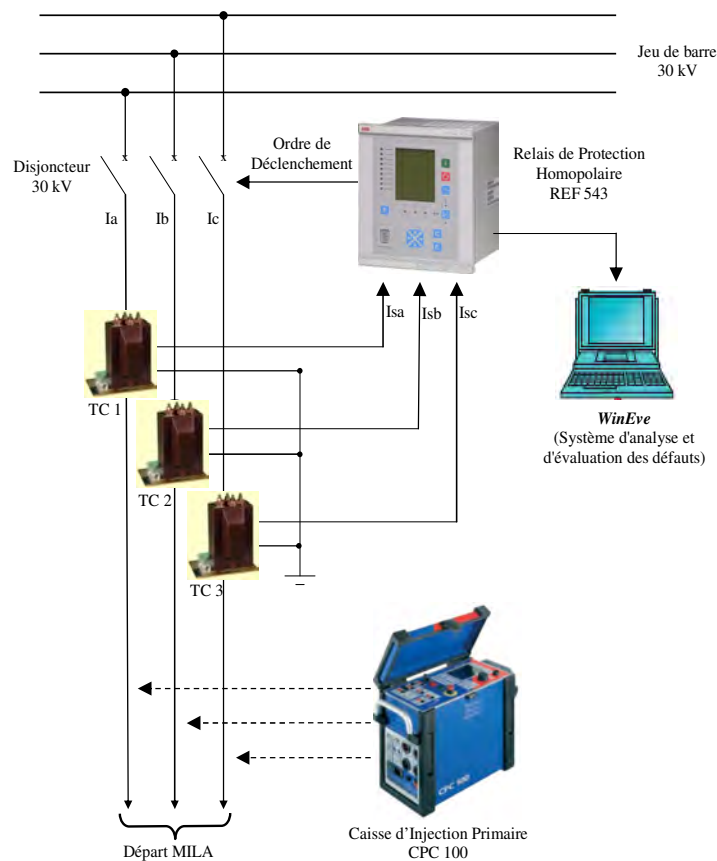 Jeu de barre
30 kV
Ordre de
Déclenchement
Disjoncteur
30 kV
Relais de Protection
Homopolaire
REF 543
Ia
Ib
Ic
Isa
Isb
Isc
TC 1
TC 2
TC 3
WinEve
(Système d'analyse et
d'évaluation des défauts)
CPC 100
Départ MILA
Caisse d’Injection Primaire
CPC 100